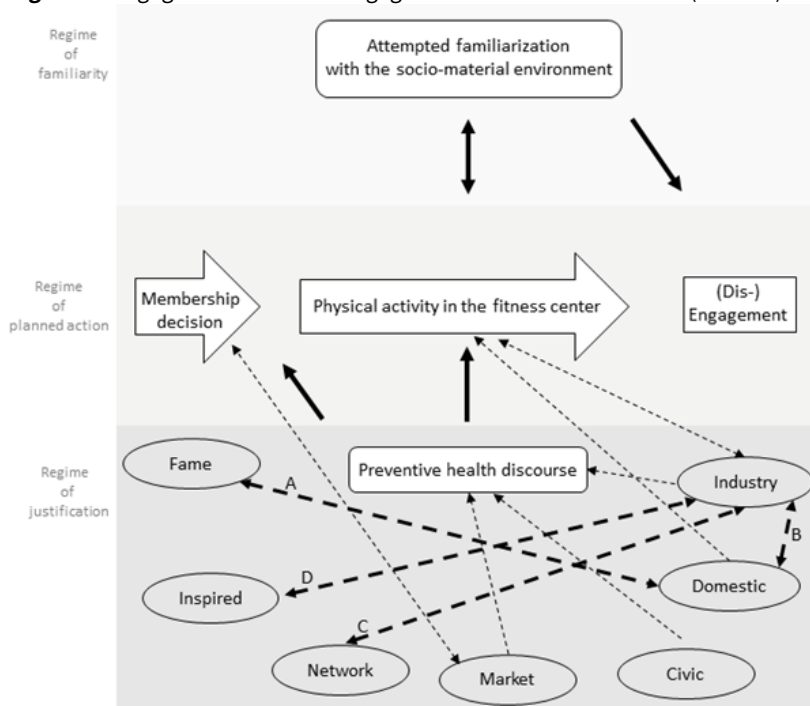 Regime
of
familiarity
Attempted familiarization
with the socio-material environment
Regime
of
planned action
Membership
decision
Physical activity in the fitness center
(Dis-)
Engagement
Regime
of
justification
Fame
A
Preventive health discourse
Industry
B
D
Inspired
Domestic
C
Network
Market
Civic